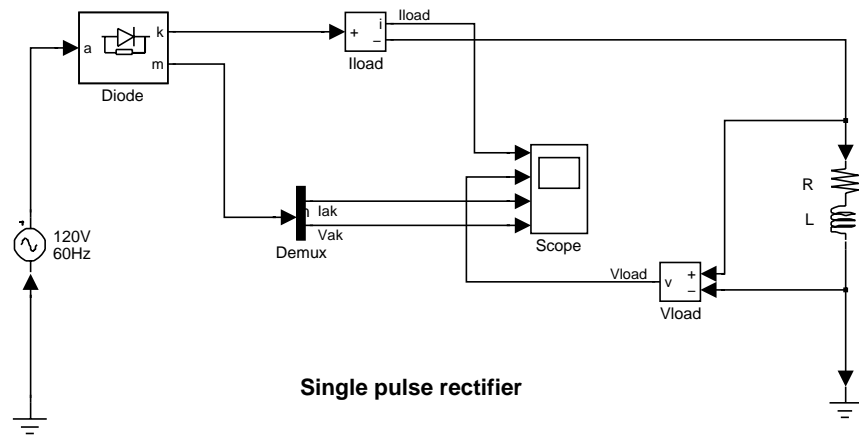 Iload
k
+
i
−
a
m
Diode
Iload
R
L
Iak
Vak
Demux
Scope
120V
60Hz
Vload
v
+
−
Vload
Single pulse rectifier